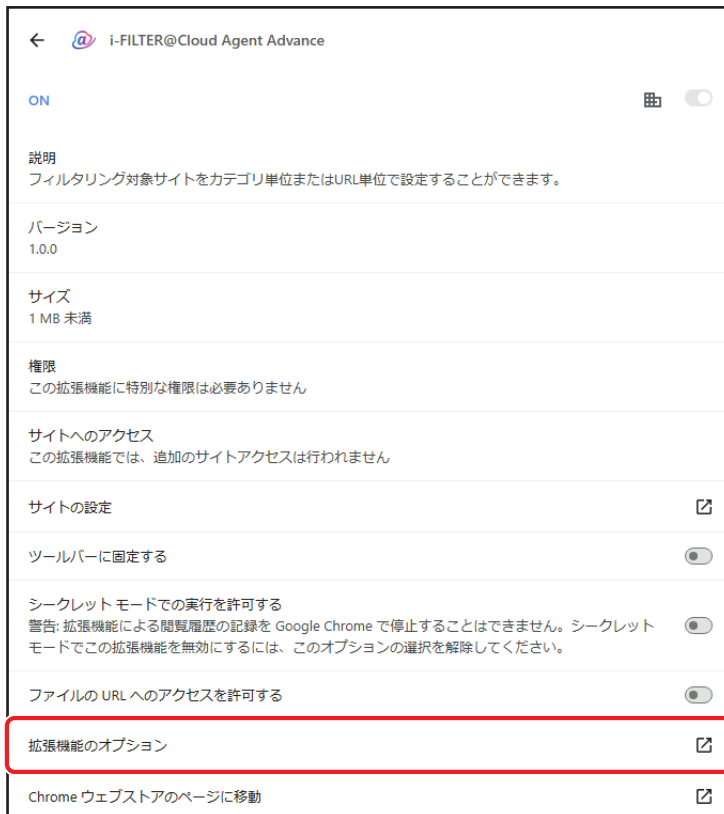 i-FILTER@Cloud Agent Advance
ON
説明
フィルタリング対象サイトをカテゴリ単位またはURL単位で設定することができます。
バージョン
1.0.0
サイズ
1 MB 未満
権限
この拡張機能に特別な権限は必要ありません
サイトへのアクセス
この拡張機能では、追加のサイトアクセスは行われません
サイトの設定
ツールバーに固定する
シークレット モードでの実行を許可する
警告: 拡張機能による閲覧履歴の記録を Google Chrome で停止することはできません。シークレット
モードでこの拡張機能を無効にするには、このオプションの選択を解除してください。
ファイルの URL へのアクセスを許可する
拡張機能のオプション
Chrome ウェブストアのページに移動